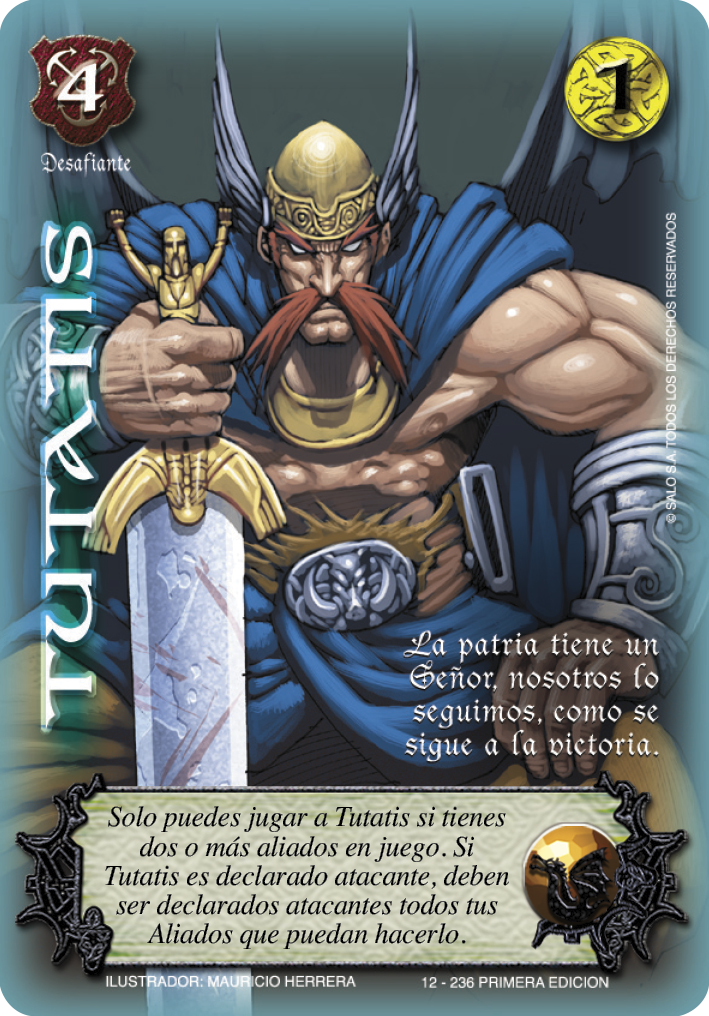 4
1
Desafiante
TUTATIS
© SALO S.A. TODOS LOS DERECHOS RESERVADOS
La patria tiene un
Señor, nosotros lo
seguimos, como se
sigue a la victoria.
Solo puedes jugar a Tutatis si tienes
dos o más aliados en juego. Si
Tutatis es declarado atacante, deben
ser declarados atacantes todos tus
Aliados que puedan hacerlo.
ILUSTRADOR: MAURICIO HERRERA
12 - 236 PRIMERA EDICION